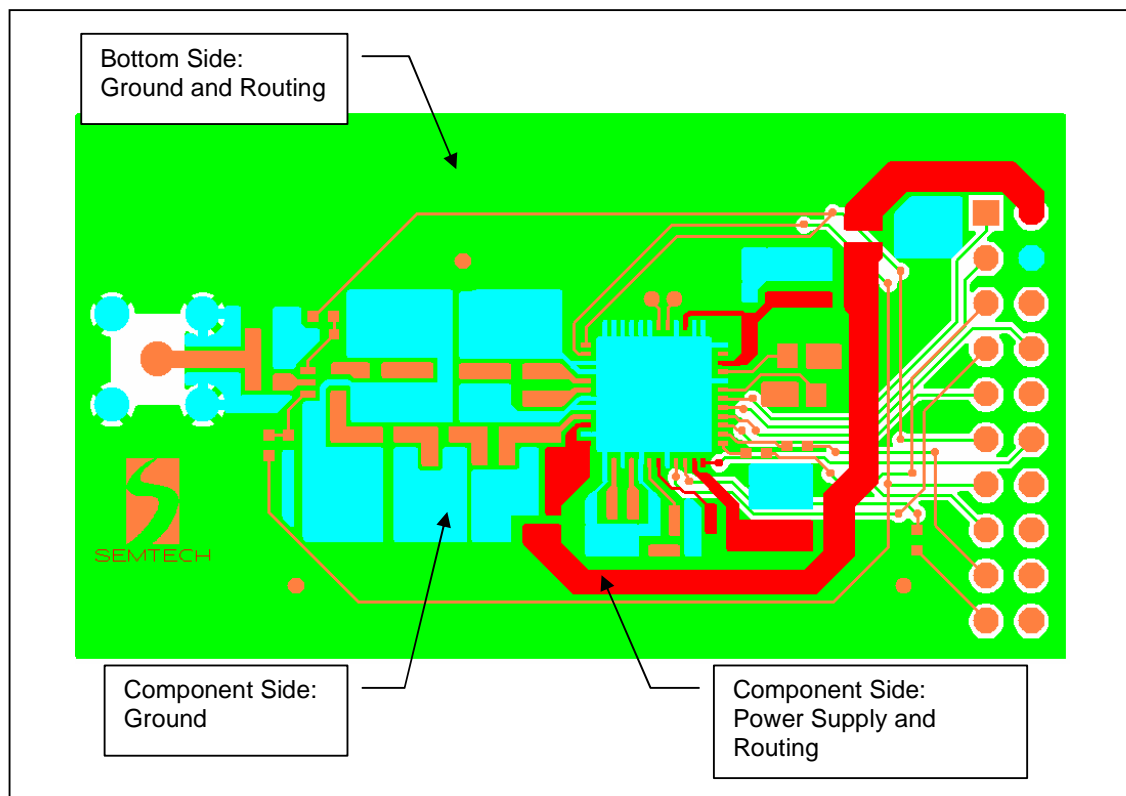 Bottom Side:
Ground and Routing
SEMTECH
Component Side:
Ground
Component Side:
Power Supply and
Routing